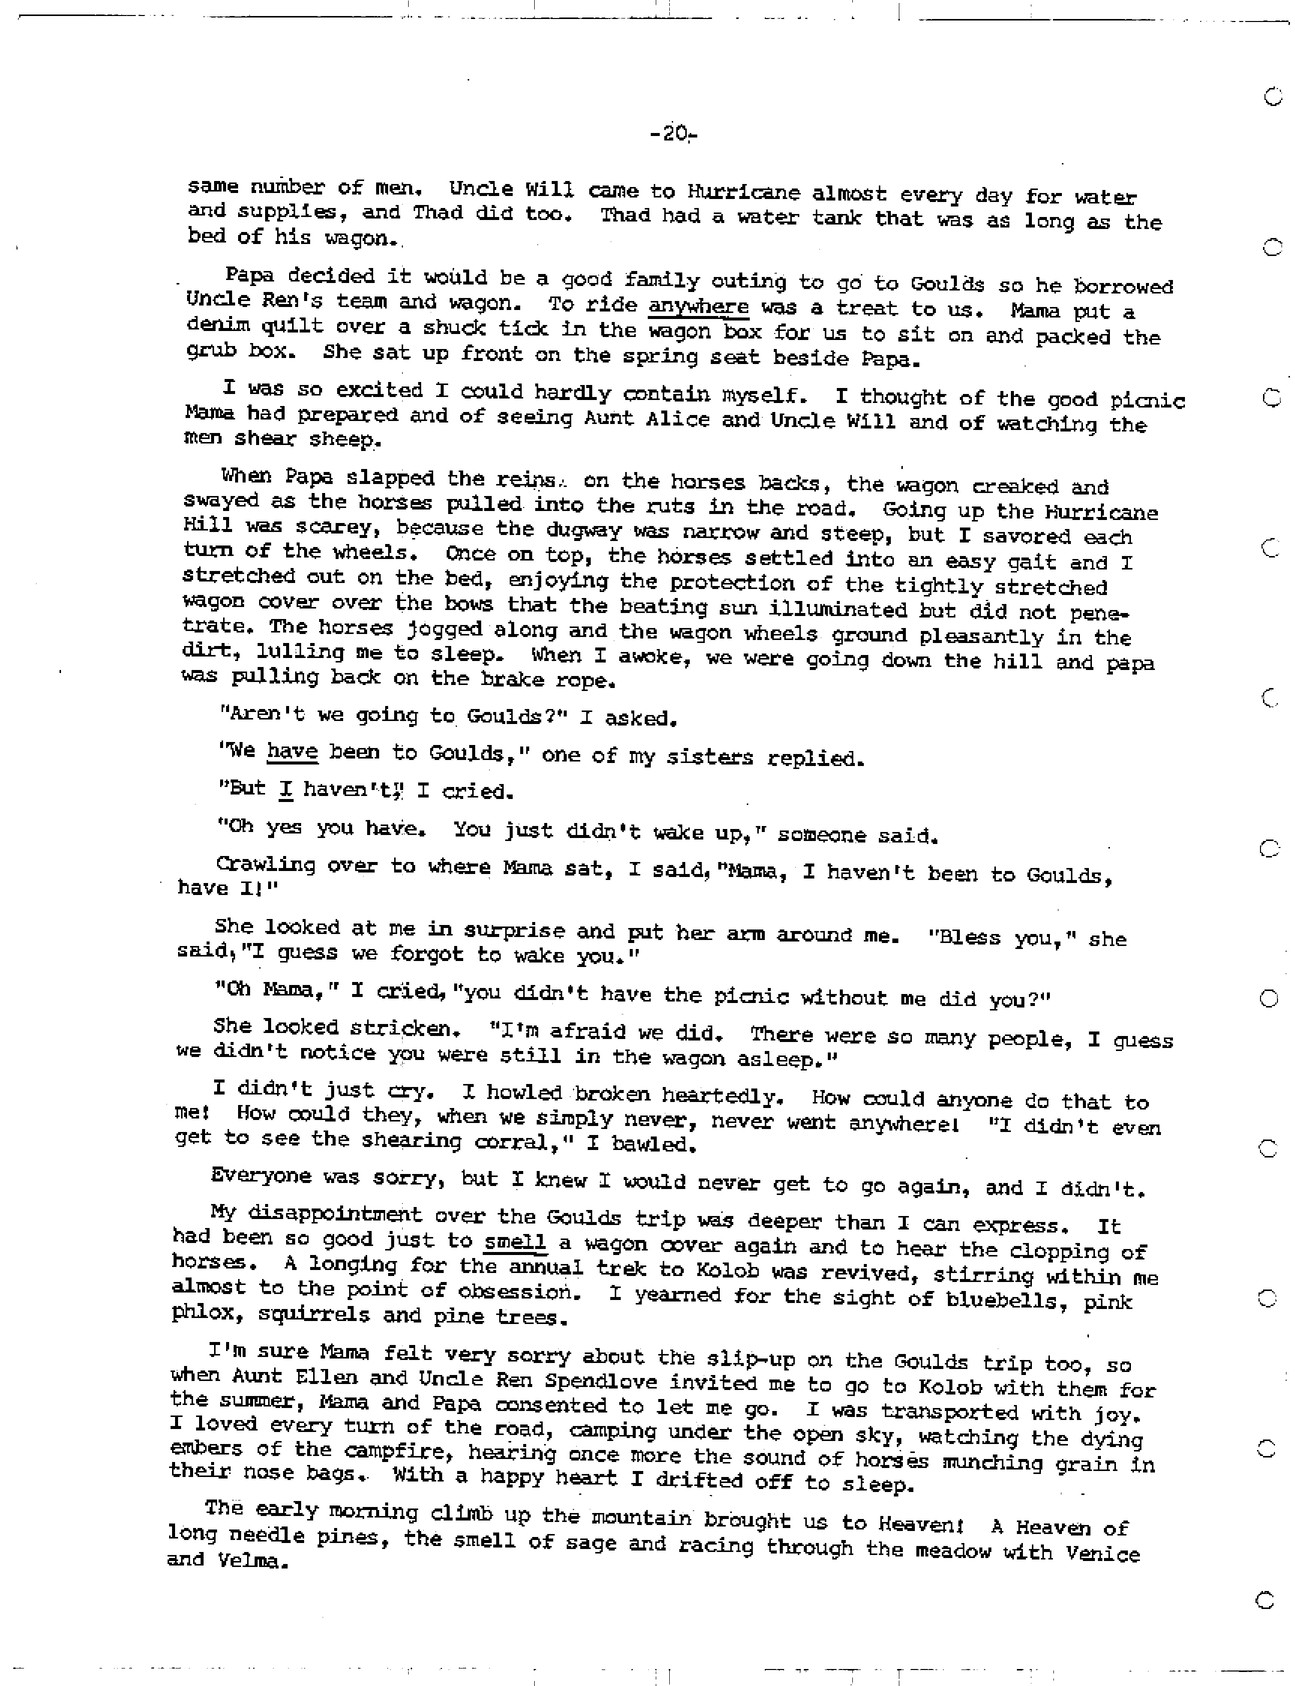 -20-
same number of men. Uncle Will came to Hurricane almost every day for water
and supplies, and Thad did too. Thad had a water tank that was as long as the
bed of his wagon.
Papa decided it would be a good family outing to go to Goulds so he borrowed
Uncle Ren's team and wagon. To ride anywhere was a treat to us. Mama put a
denim quilt over a shuck tick in the wagon box for us to sit on and packed the
grub box. She sat up front on the spring seat beside Papa.
I was so excited I could hardly contain myself. I thought of the good picnic
Mama had prepared and of seeing Aunt Alice and Uncle Will and of watching the
men shear sheep.
When Papa slapped the reins. on the horses backs, the wagon creaked and
swayed as the horses pulled into the ruts in the road. Going up the Hurricane
Hill was scarey, because the dugway was narrow and steep, but I savored each
turn of the wheels. Once on top, the horses settled into an easy gait and I
stretched out on the bed, enjoying the protection of the tightly stretched
wagon cover over the bows that the beating sun illuminated but did not pene-
trate. The horses jogged along and the wagon wheels ground pleasantly in the
dirt, lulling me to sleep. When I awoke, we were going down the hill and papa
was pulling back on the brake rope.
"Aren't we going to Goulds?" I asked.
"We have been to Goulds," one of my sisters replied.
"But I haven't," I cried.
"Oh yes you have. You just didn't wake up," someone said.
Crawling over to where Mama sat, I said, "Mama, I haven't been to Goulds,
have I!"
She looked at me in surprise and put her arm around me. "Bless you," she
said, "I guess we forgot to wake you."
"Oh Mama," I cried, "you didn't have the picnic without me did you?"
She looked stricken. "I'm afraid we did. There were so many people, I guess
we didn't notice you were still in the wagon asleep."
I didn't just cry. I howled broken heartedly. How could anyone do that to
me! How could they, when we simply never, never went anywhere! "I didn't even
get to see the shearing corral," I bawled.
Everyone was sorry, but I knew I would never get to go again, and I didn't.
My disappointment over the Goulds trip was deeper than I can express. It
had been so good just to smell a wagon cover again and to hear the clopping of
horses. A longing for the annual trek to Kolob was revived, stirring within me
almost to the point of obsession. I yearned for the sight of bluebells, pink
phlox, squirrels and pine trees.
I'm sure Mama felt very sorry about the slip-up on the Goulds trip too, so
when Aunt Ellen and Uncle Ren Spendlove invited me to go to Kolob with them for
the summer, Mama and Papa consented to let me go. I was transported with joy.
I loved every turn of the road, camping under the open sky, watching the dying
embers of the campfire, hearing once more the sound of horses munching grain in
their nose bags. With a happy heart I drifted off to sleep.
The early morning climb up the mountain brought us to Heaven! A Heaven of
long needle pines, the smell of sage and racing through the meadow with Venice
and Velma.